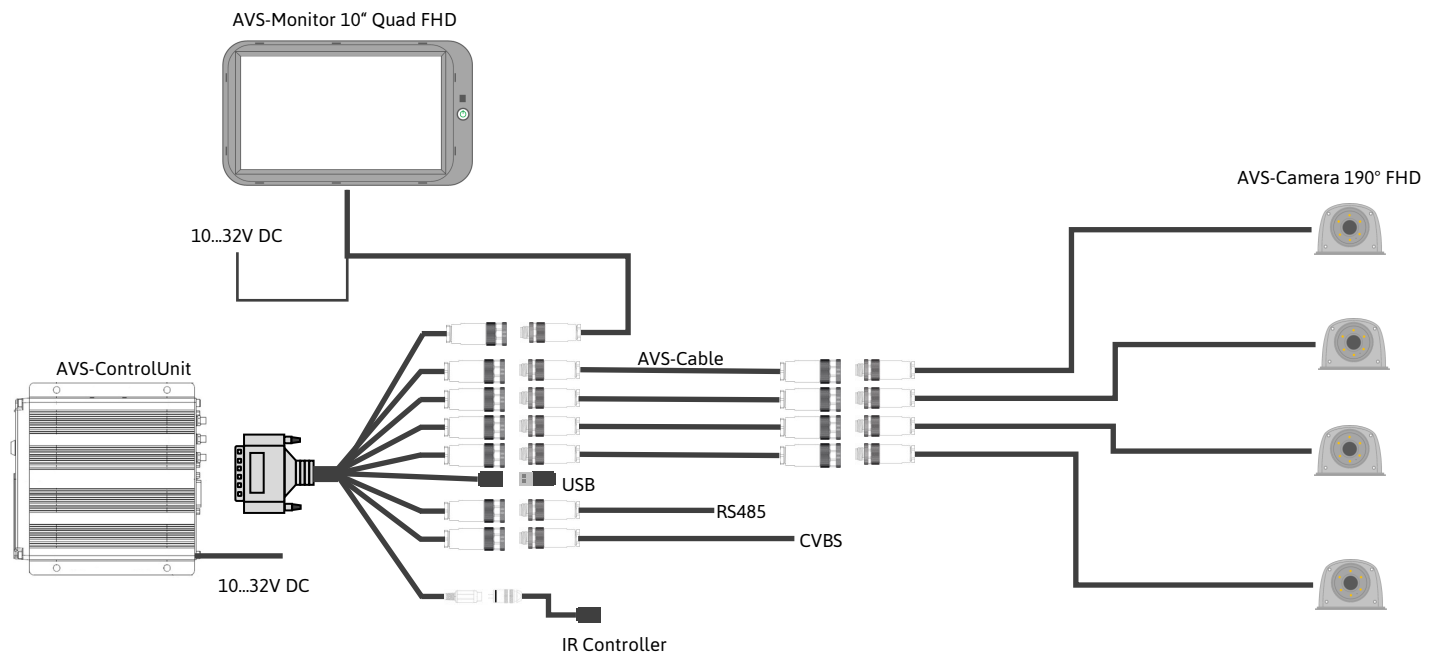 AVS-Monitor 10“ Quad FHD
AVS-Camera 190° FHD
10...32V DC
AVS-Cable
AVS-ControlUnit
USB
RS485
CVBS
10...32V DC
IR Controller